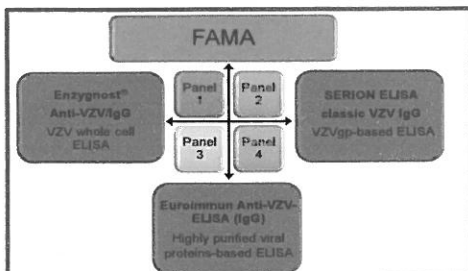 FAMA
Enzygnost®
Anti-VZV/IgG
VZV whole cell
ELISA
Panel
1
Panel
2
SERION ELISA
classic VZV IgG
VZVgp-based ELISA
Panel
3
Panel
4
Euroimmun Anti-VZV-
ELISA (IgG)
Highly purified viral
proteins-based ELISA